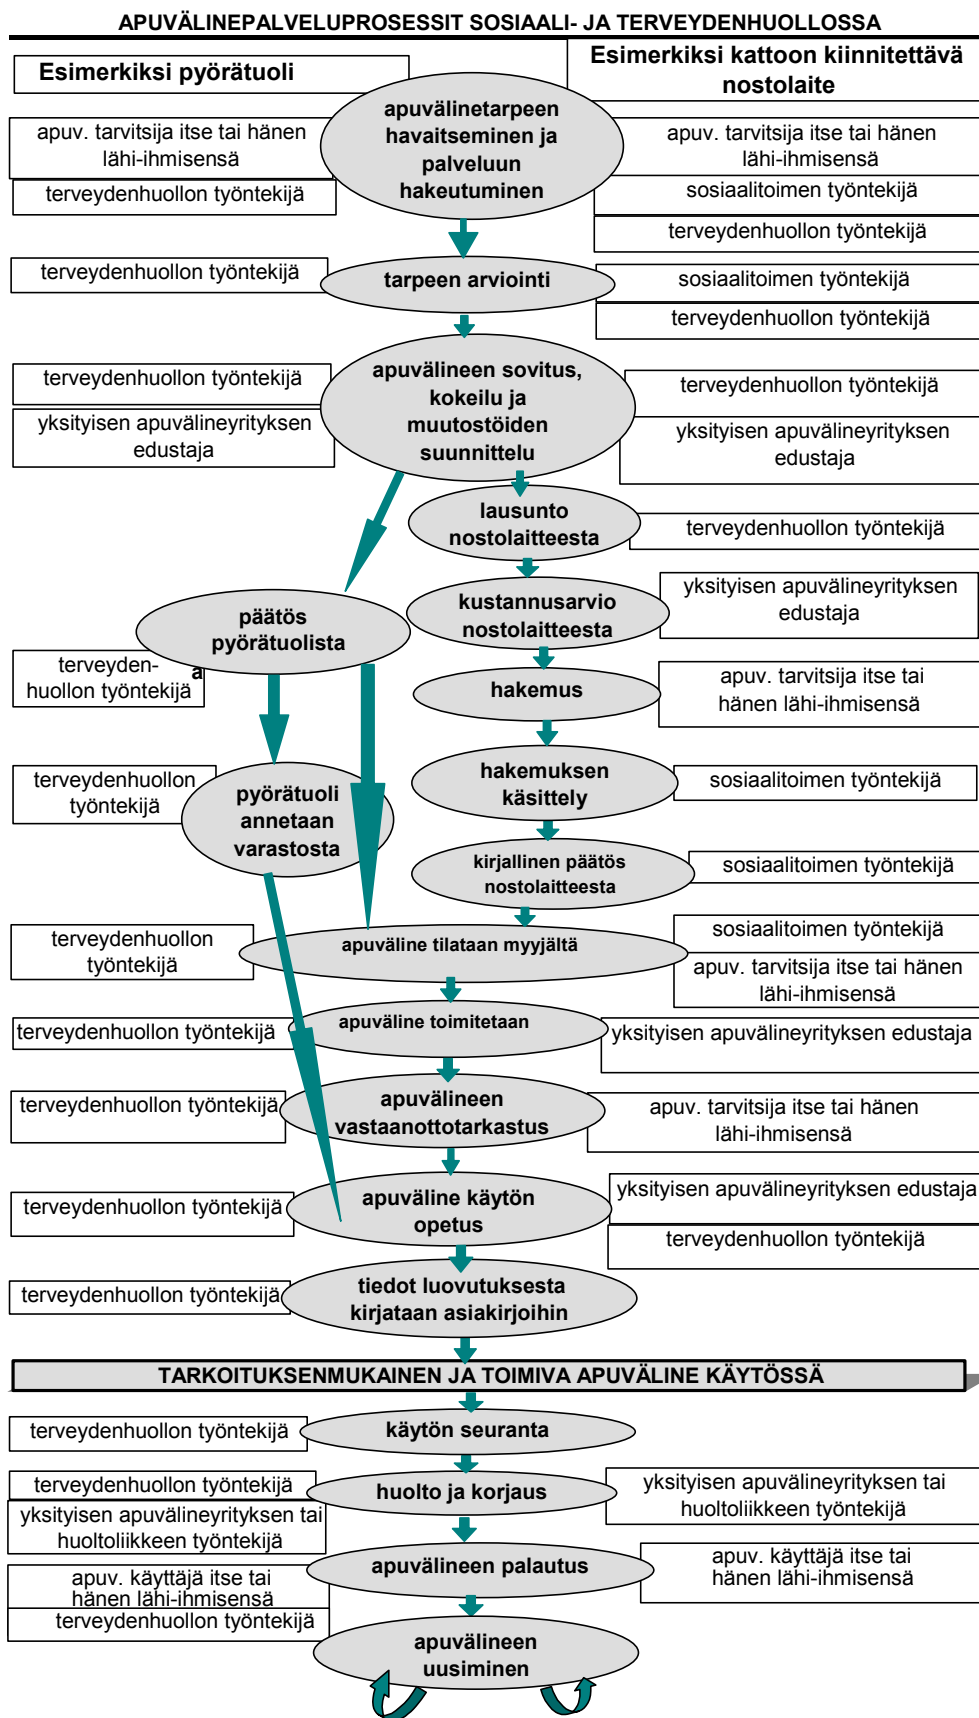 APUVÄLINEPALVELUPROSESSIT SOSIAALI- JA TERVEYDENHUOLLOSSA
Esimerkiksi pyörätuoli
Esimerkiksi kattoon kiinnitettävä
nostolaite
apuvälinetarpeen
havaitseminen ja
palveluun
hakeutuminen
apuv. tarvitsija itse tai hänen
lähi-ihmisensä
terveydenhuollon työntekijä
apuv. tarvitsija itse tai hänen
lähi-ihmisensä
sosiaalitoimen työntekijä
terveydenhuollon työntekijä
terveydenhuollon työntekijä
tarpeen arviointi
sosiaalitoimen työntekijä
terveydenhuollon työntekijä
terveydenhuollon työntekijä
yksityisen apuvälineyrityksen
edustaja
apuvälineen sovitus,
kokeilu ja
muutostöiden
suunnittelu
terveydenhuollon työntekijä
yksityisen apuvälineyrityksen
edustaja
lausunto
nostolaitteesta
terveydenhuollon työntekijä
kustannusarvio
nostolaitteesta
yksityisen apuvälineyrityksen
edustaja
päätös
pyörätuolista
a
terveyden-
huollon työntekijä
hakemus
apuv. tarvitsija itse tai
hänen lähi-ihmisensä
terveydenhuollon
työntekijä
pyörätuoli
annetaan
varastosta
hakemuksen
käsittely
sosiaalitoimen työntekijä
kirjallinen päätös
nostolaitteesta
sosiaalitoimen työntekijä
terveydenhuollon
työntekijä
apuväline tilataan myyjältä
sosiaalitoimen työntekijä
apuv. tarvitsija itse tai hänen
lähi-ihmisensä
terveydenhuollon työntekijä
apuväline toimitetaan
yksityisen apuvälineyrityksen edustaja
terveydenhuollon työntekijä
apuvälineen
vastaanottotarkastus
apuv. tarvitsija itse tai hänen
lähi-ihmisensä
terveydenhuollon työntekijä
apuväline käytön
opetus
yksityisen apuvälineyrityksen edustaja
terveydenhuollon työntekijä
terveydenhuollon työntekijä
tiedot luovutuksesta
kirjataan asiakirjoihin
TARKOITUKSENMUKAINEN JA TOIMIVA APUVÄLINE KÄYTÖSSÄ
terveydenhuollon työntekijä
käytön seuranta
terveydenhuollon työntekijä
yksityisen apuvälineyrityksen tai
huoltoliikkeen työntekijä
huolto ja korjaus
yksityisen apuvälineyrityksen tai
huoltoliikkeen työntekijä
apuv. käyttäjä itse tai
hänen lähi-ihmisensä
terveydenhuollon työntekijä
apuvälineen palautus
apuv. käyttäjä itse tai
hänen lähi-ihmisensä
apuvälineen
uusiminen